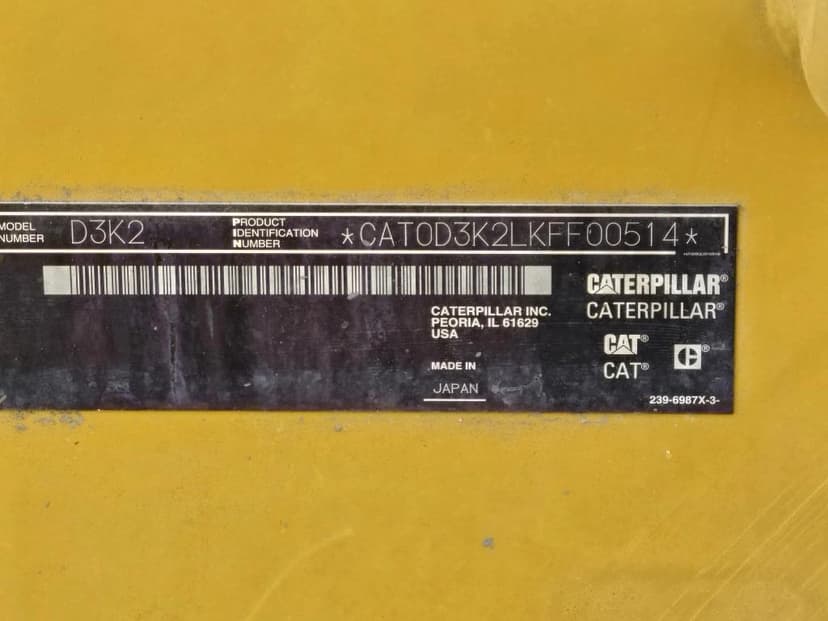 MODEL NUMBER D3K2 PRODUCT IDENTIFICATION NUMBER *CAT0D3K2LKFF00514*
CATERPILLAR®
CATERPILLAR®
CATERPILLAR INC.
PEORIA, IL 61629
USA
CAT®
C®
CAT®
MADE IN
JAPAN
239-6987X-3-